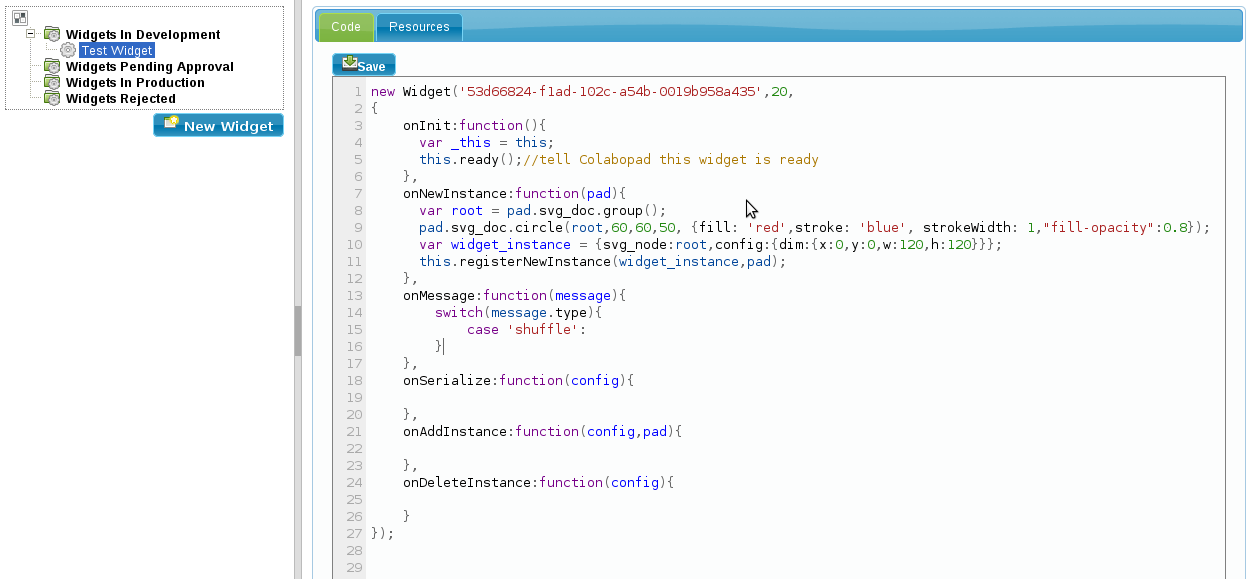 Widgets In Development
Test Widget
Widgets Pending Approval
Widgets In Production
Widgets Rejected
New Widget
Code Resources
Save
1 new Widget('53d66824-f1ad-102c-a54b-0019b958a435',20,
2 {
3     onInit:function(){
4       var _this = this;
5       this.ready();//tell Colabopad this widget is ready
6     },
7     onNewInstance:function(pad){
8       var root = pad.svg_doc.group();
9       pad.svg_doc.circle(root,60,60,50, {fill: 'red',stroke: 'blue', strokeWidth: 1,"fill-opacity":0.8});
10       var widget_instance = {svg_node:root,config:{dim:{x:0,y:0,w:120,h:120}}};
11       this.registerNewInstance(widget_instance,pad);
12     },
13     onMessage:function(message){
14         switch(message.type){
15             case 'shuffle':
16         }
17     },
18     onSerialize:function(config){
19
20     },
21     onAddInstance:function(config,pad){
22
23     },
24     onDeleteInstance:function(config){
25
26     }
27 });
28
29